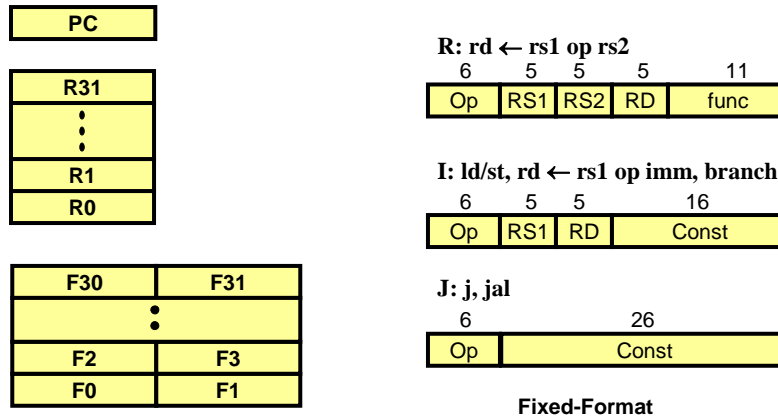 PC
R31
R1
R0
F30 F31
F2 F3
F0 F1
R: rd ← rs1 op rs2
6 5 5 5 11
Op RS1 RS2 RD func
I: ld/st, rd ← rs1 op imm, branch
6 5 5 16
Op RS1 RD Const
J: j, jal
6 26
Op Const
Fixed-Format